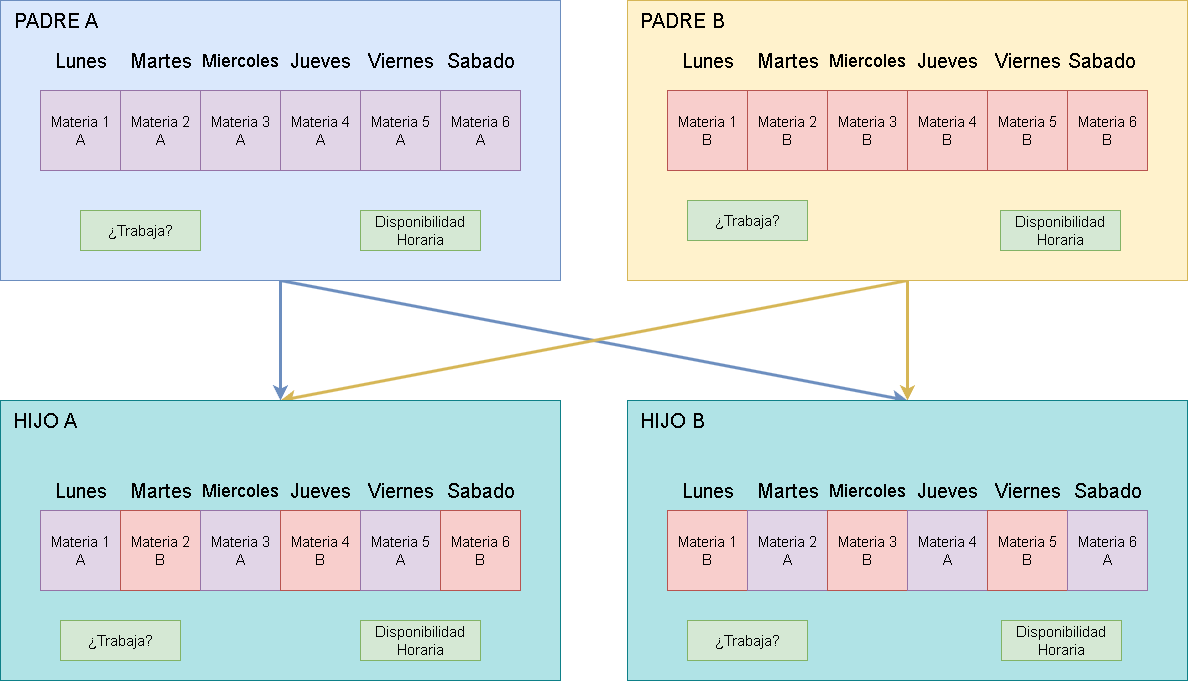 PADRE A
Lunes Martes Miercoles Jueves Viernes Sabado
Materia 1 Materia 2 Materia 3 Materia 4 Materia 5 Materia 6
A A A A A A
¿Trabaja?
Disponibilidad
Horaria
PADRE B
Lunes Martes Miercoles Jueves Viernes Sabado
Materia 1 Materia 2 Materia 3 Materia 4 Materia 5 Materia 6
B B B B B B
¿Trabaja?
Disponibilidad
Horaria
HIJO A
Lunes Martes Miercoles Jueves Viernes Sabado
Materia 1 Materia 2 Materia 3 Materia 4 Materia 5 Materia 6
A B A B A B
¿Trabaja?
Disponibilidad
Horaria
HIJO B
Lunes Martes Miercoles Jueves Viernes Sabado
Materia 1 Materia 2 Materia 3 Materia 4 Materia 5 Materia 6
B A B A B A
¿Trabaja?
Disponibilidad
Horaria